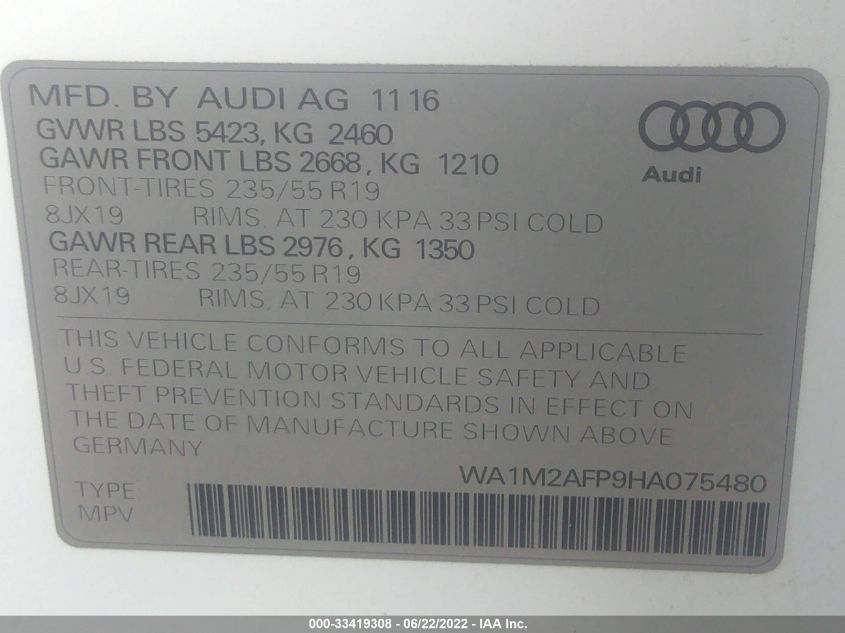 MFD. BY AUDI AG 11 16
GVWR LBS 5423, KG 2460
GAWR FRONT LBS 2668, KG 1210
FRONT-TIRES 235/55 R19
8JX19 RIMS, AT 230 KPA 33 PSI COLD
GAWR REAR LBS 2976, KG 1350
REAR-TIRES 235/55 R19
8JX19 RIMS, AT 230 KPA 33 PSI COLD
Audi
THIS VEHICLE CONFORMS TO ALL APPLICABLE
U.S. FEDERAL MOTOR VEHICLE SAFETY AND
THEFT PREVENTION STANDARDS IN EFFECT ON
THE DATE OF MANUFACTURE SHOWN ABOVE
GERMANY
WA1M2AFP9HA075480
TYPE
MPV
000-33419308 - 06/22/2022 - IAA Inc.